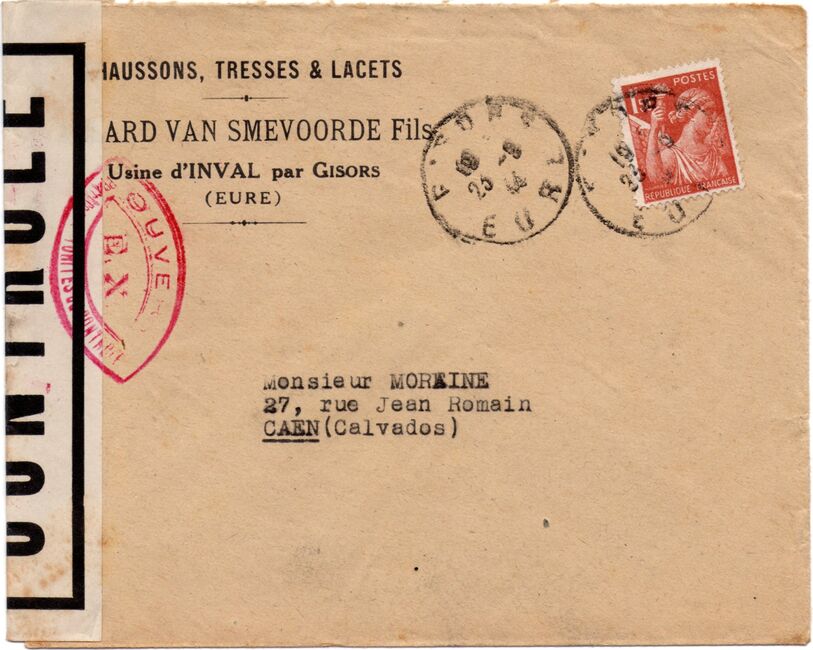 CONTROLE
HAUSSONS, TRESSES & LACETS
ARD VAN SMEVOORDE Fils
Usine d'INVAL par GISORS
(EURE)
OUVE
EX
EURE
POSTES
REPUBLIQUE FRANCAISE
Monsieur MORAINE
27, rue Jean Romain
CAEN (Calvados)